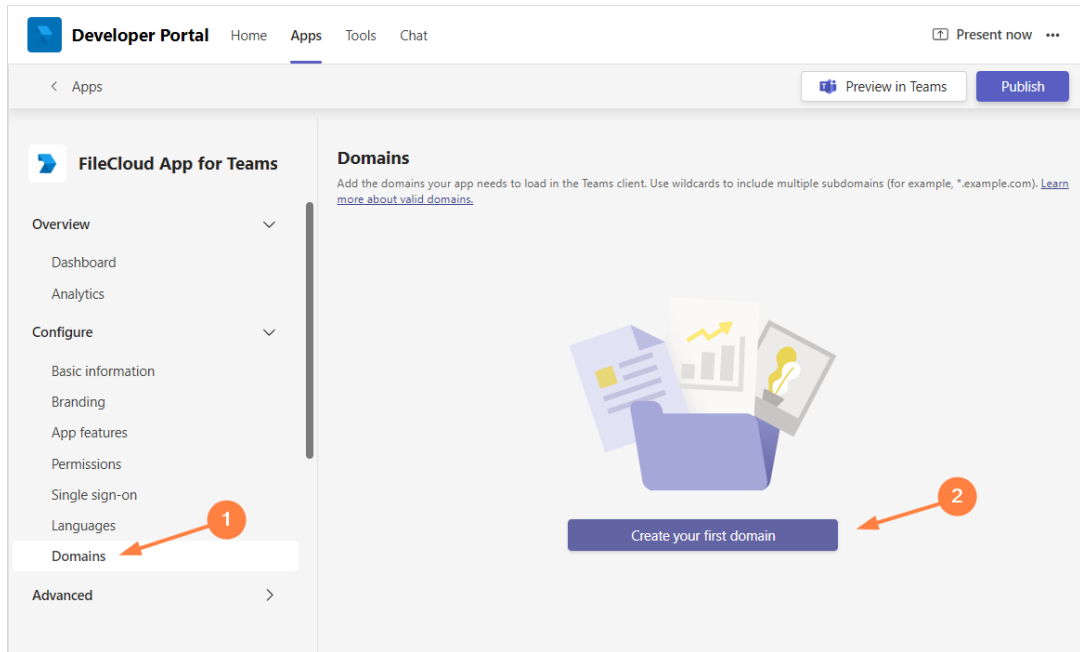 Developer Portal Home Apps Tools Chat Present now
Apps Preview in Teams Publish
FileCloud App for Teams
Overview
Dashboard
Analytics
Configure
Basic information
Branding
App features
Permissions
Single sign-on
Languages
1
Domains
Advanced
Domains
Add the domains your app needs to load in the Teams client. Use wildcards to include multiple subdomains (for example, *.example.com). Learn
more about valid domains.
2
Create your first domain